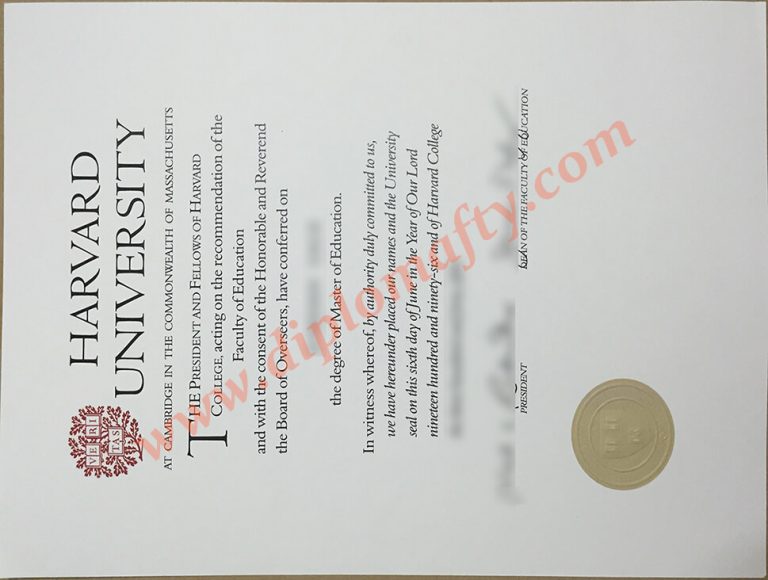 HARVARD
UNIVERSITY
VE RI
TAS
AT CAMBRIDGE IN THE COMMONWEALTH OF MASSACHUSETTS
THE PRESIDENT AND FELLOWS OF HARVARD
COLLEGE, acting on the recommendation of the
Faculty of Education
and with the consent of the Honorable and Reverend
the Board of Overseers, have conferred on
the degree of Master of Education.
In witness whereof, by authority duly committed to us,
we have hereunder placed our names and the University
seal on this sixth day of June in the Year of Our Lord
nineteen hundred and ninety-six and of Harvard College
PRESIDENT
DEAN OF THE FACULTY OF EDUCATION
www.diplomafty.com